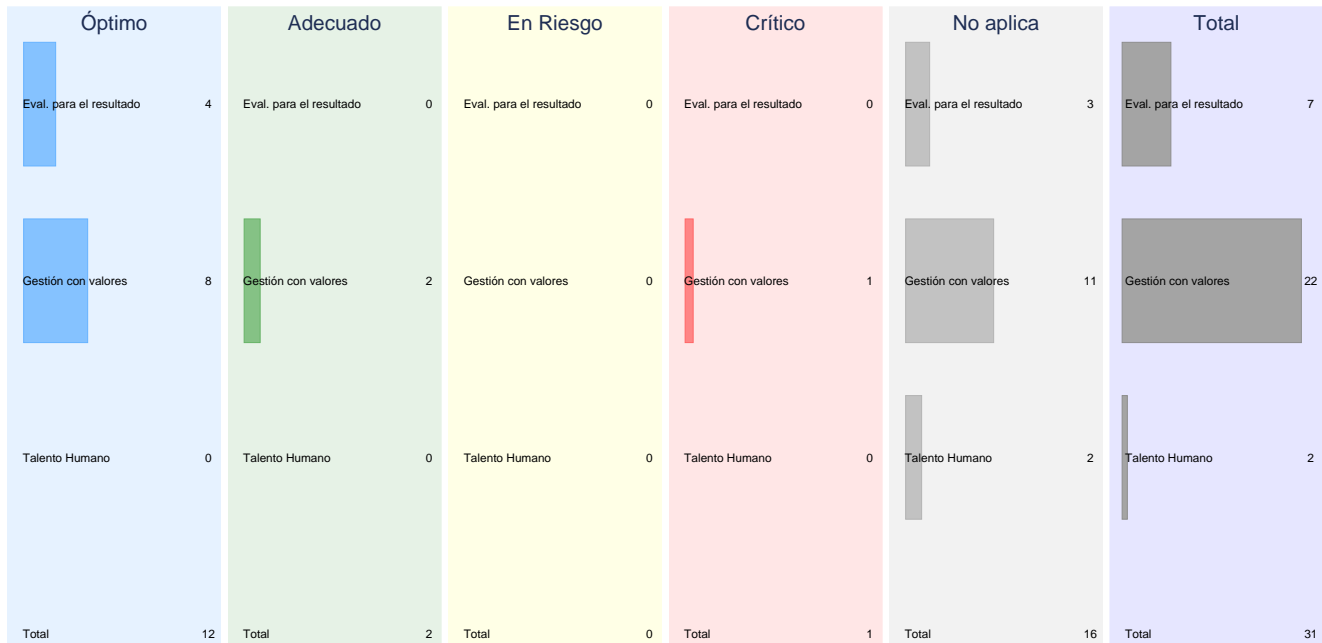 Óptimo Adecuado En Riesgo Crítico No aplica Total
Eval. para el resultado 4 Eval. para el resultado 0 Eval. para el resultado 0 Eval. para el resultado 0 Eval. para el resultado 3 Eval. para el resultado 7
Gestión con valores 8 Gestión con valores 2 Gestión con valores 0 Gestión con valores 1 Gestión con valores 11 Gestión con valores 22
Talento Humano 0 Talento Humano 0 Talento Humano 0 Talento Humano 0 Talento Humano 2 Talento Humano 2
Total 12 Total 2 Total 0 Total 1 Total 16 Total 31